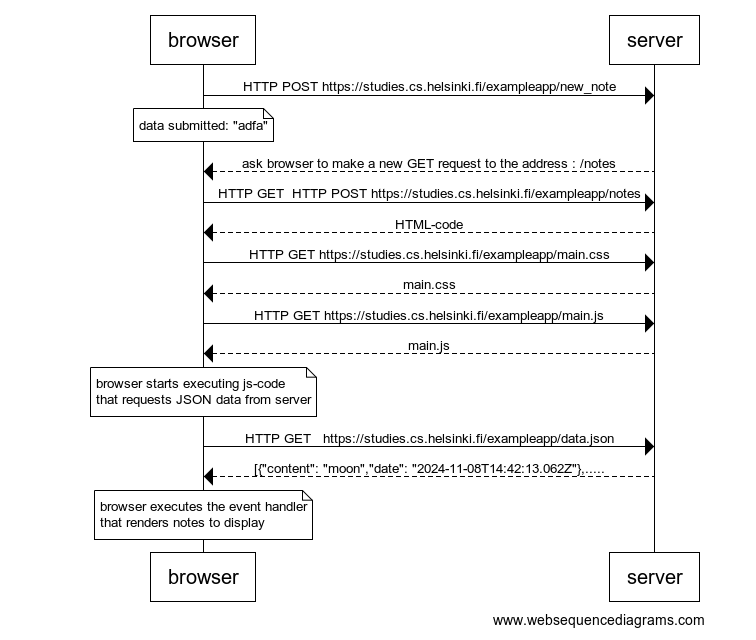 browser
server
HTTP POST https://studies.cs.helsinki.fi/exampleapp/new_note
data submitted: "adfa"
ask browser to make a new GET request to the address : /notes
HTTP GET  HTTP POST https://studies.cs.helsinki.fi/exampleapp/notes
HTML-code
HTTP GET https://studies.cs.helsinki.fi/exampleapp/main.css
main.css
HTTP GET https://studies.cs.helsinki.fi/exampleapp/main.js
main.js
browser starts executing js-code
that requests JSON data from server
HTTP GET   https://studies.cs.helsinki.fi/exampleapp/data.json
[{"content": "moon","date": "2024-11-08T14:42:13.062Z"},.....
browser executes the event handler
that renders notes to display
browser
server
www.websequencediagrams.com